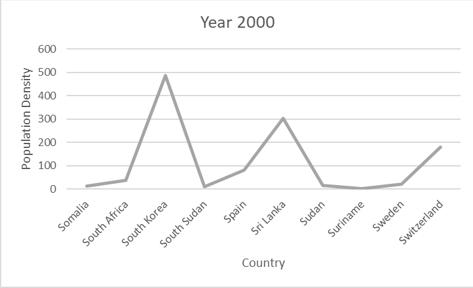 Year 2000
Population Density
600
500
400
300
200
100
0
Somalia
South Africa
South Korea
South Sudan
Spain
Sri Lanka
Sudan
Suriname
Sweden
Switzerland
Country